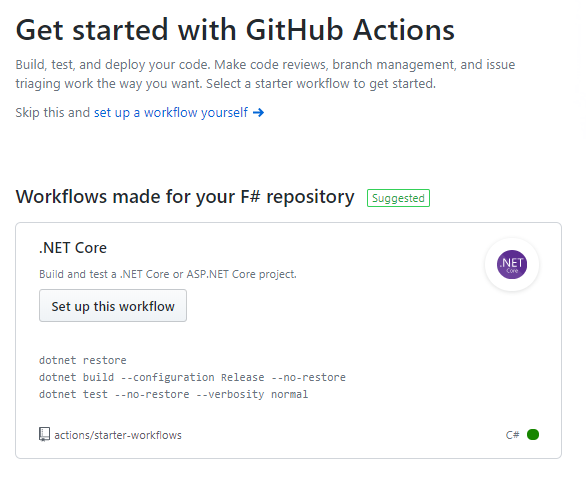 Get started with GitHub Actions
Build, test, and deploy your code. Make code reviews, branch management, and issue
triaging work the way you want. Select a starter workflow to get started.
Skip this and set up a workflow yourself →
Workflows made for your F# repository Suggested
.NET Core
Build and test a .NET Core or ASP.NET Core project.
.NET
Core
Set up this workflow
dotnet restore
dotnet build --configuration Release --no-restore
dotnet test --no-restore --verbosity normal
actions/starter-workflows C#